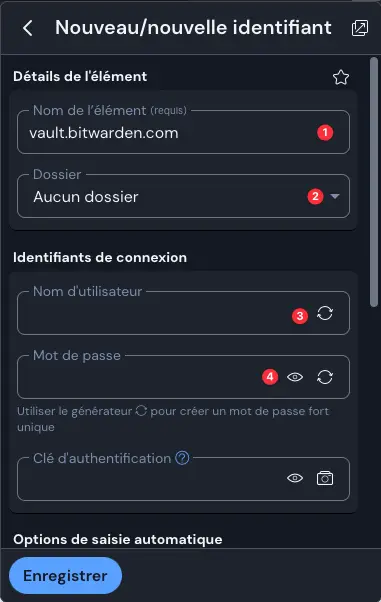 Nouveau/nouvelle identifiant
Détails de l'élément
Nom de l'élément (requis)
vault.bitwarden.com 1
Dossier
Aucun dossier 2
Identifiants de connexion
Nom d'utilisateur
3
Mot de passe
4
Utiliser le générateur pour créer un mot de passe fort
unique
Clé d'authentification ?
Options de saisie automatique
Enregistrer